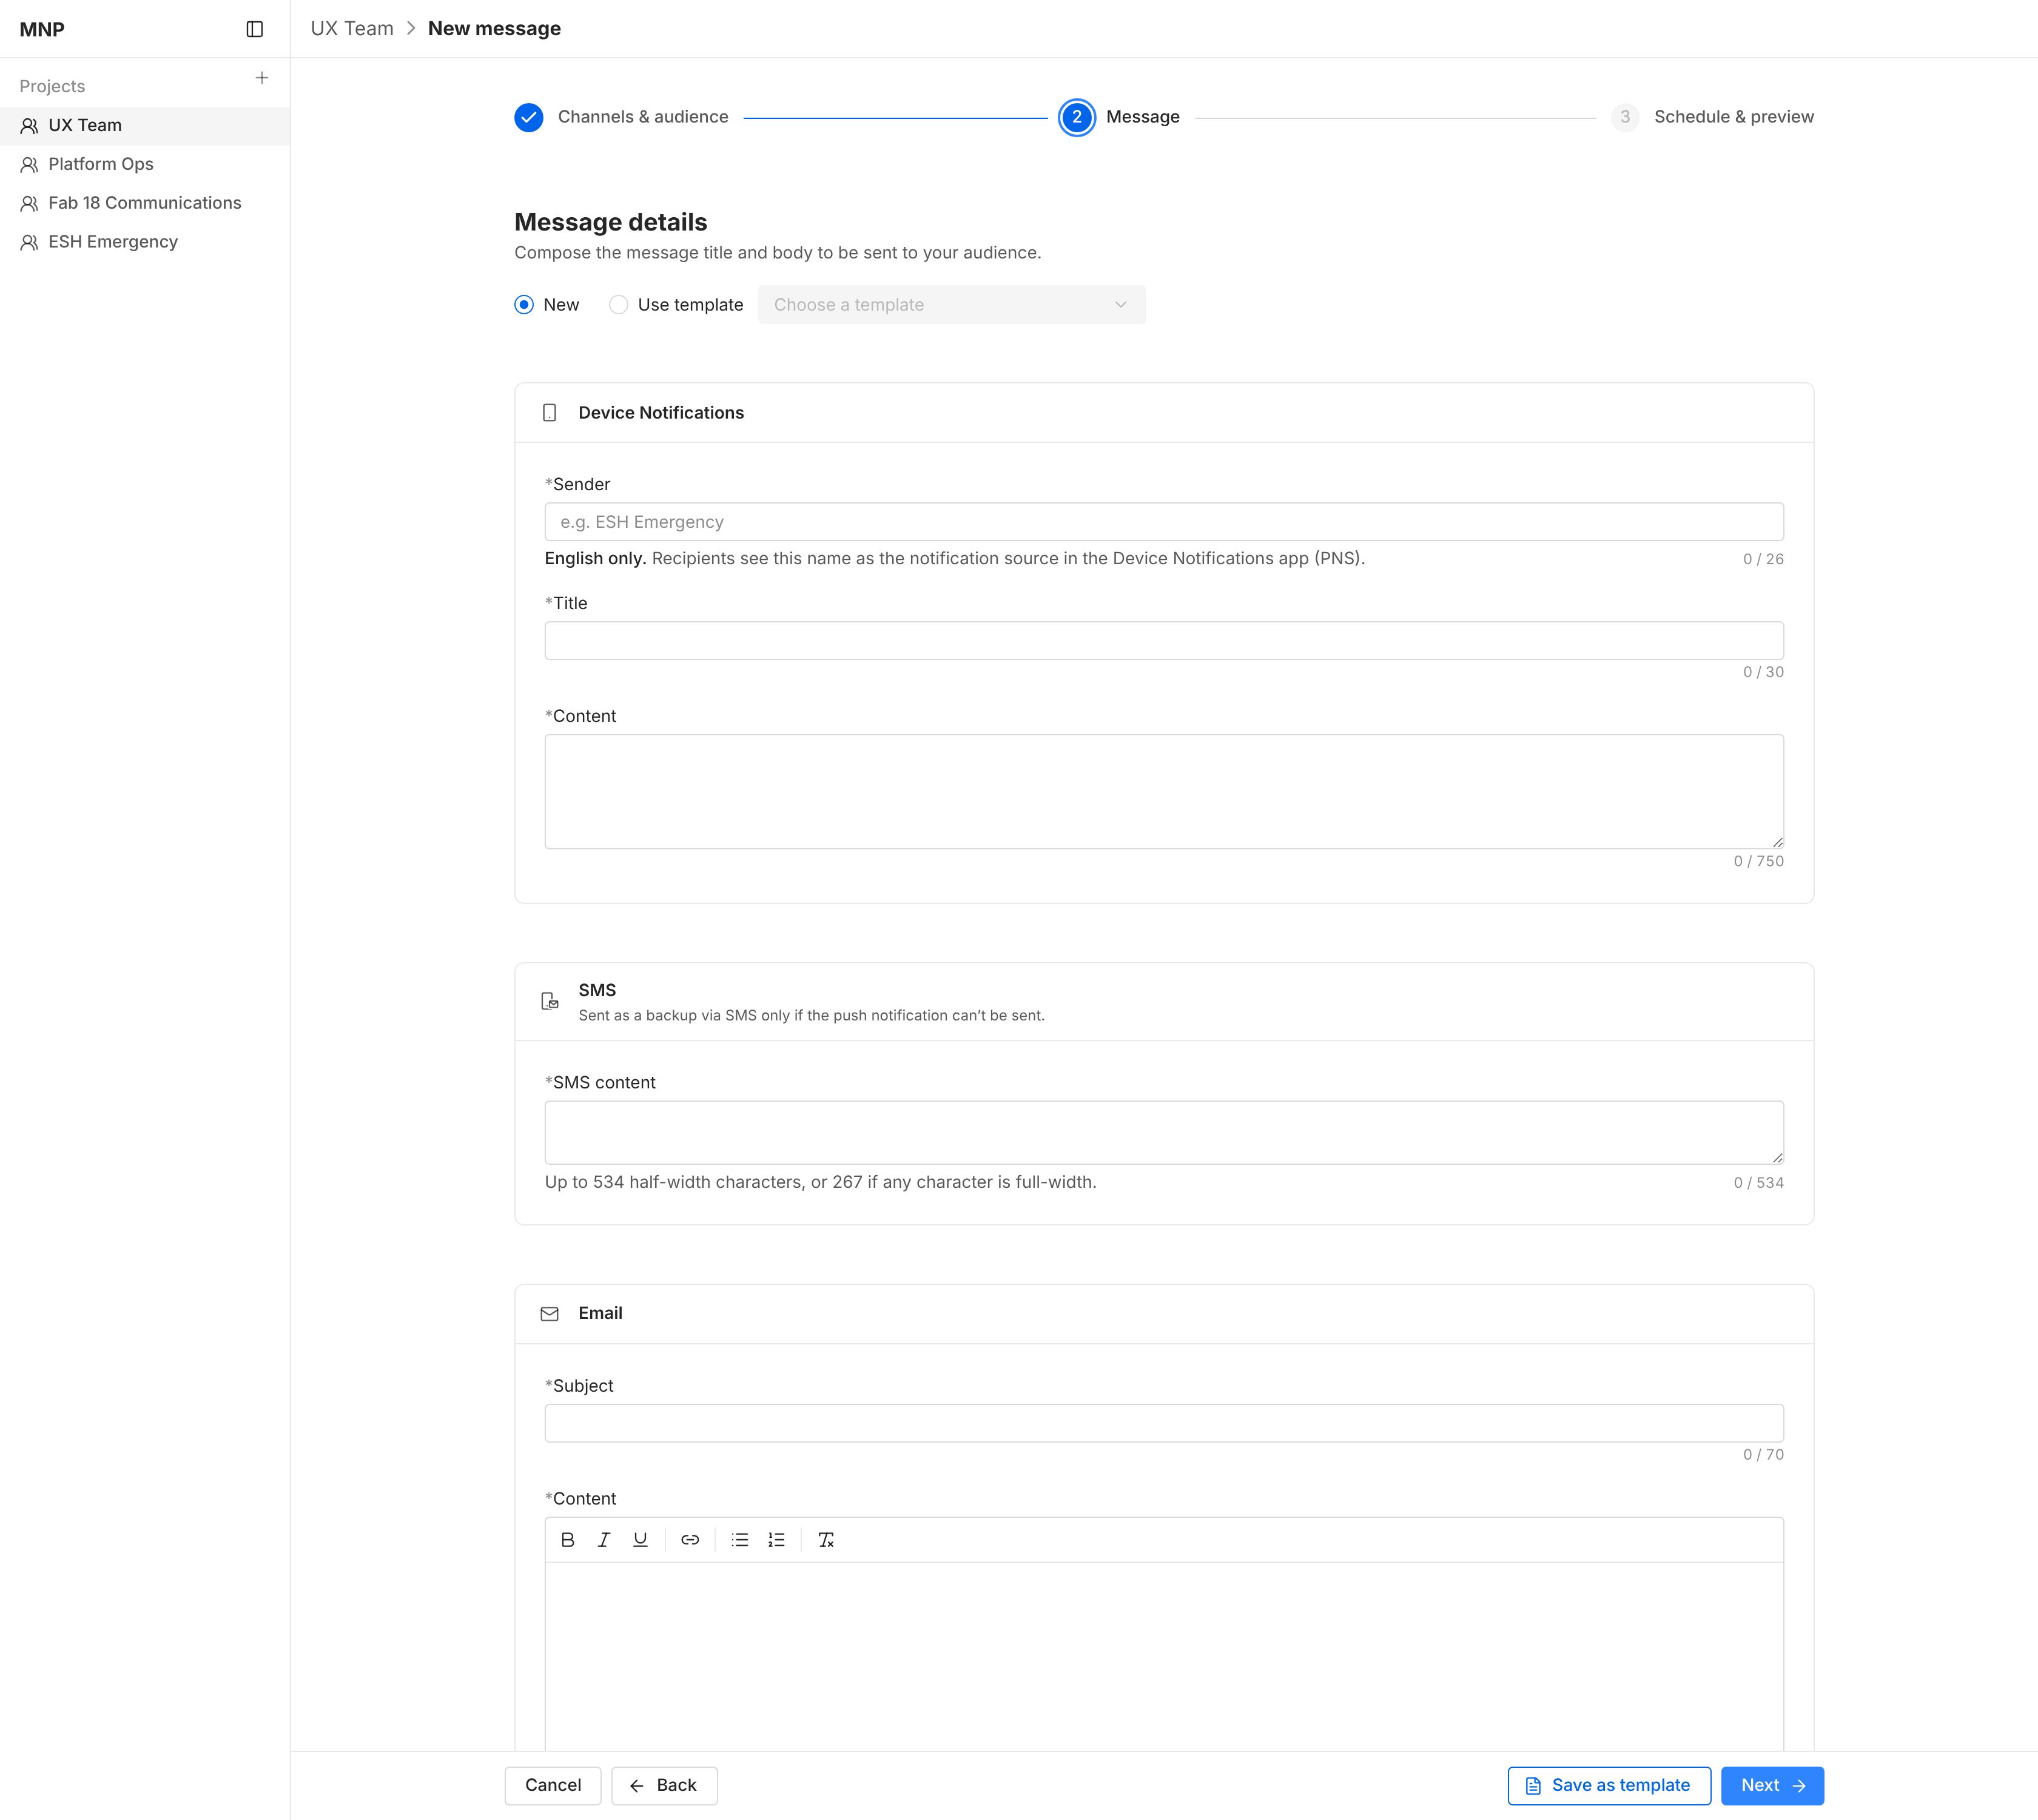 MNP
UX Team > New message
Projects
UX Team
Platform Ops
Fab 18 Communications
ESH Emergency
Channels & audience
2 Message
3 Schedule & preview
Message details
Compose the message title and body to be sent to your audience.
New
Use template
Choose a template
Device Notifications
*Sender
e.g. ESH Emergency
English only. Recipients see this name as the notification source in the Device Notifications app (PNS).
0 / 26
*Title
0 / 30
*Content
0 / 750
SMS
Sent as a backup via SMS only if the push notification can’t be sent.
*SMS content
Up to 534 half-width characters, or 267 if any character is full-width.
0 / 534
Email
*Subject
0 / 70
*Content
Cancel
Back
Save as template
Next